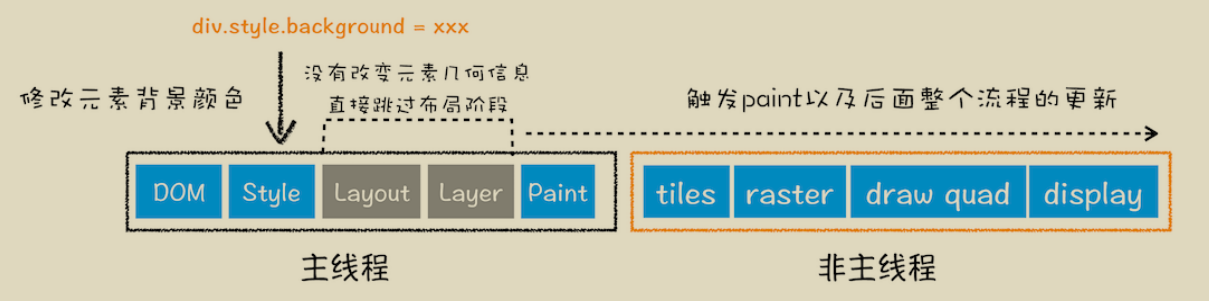 div.style.background = xxx
没有改变元素几何信息
直接跳过布局阶段
修改元素背景颜色
触发paint以及后面整个流程的更新
DOM Style Layout Layer Paint tiles raster draw quad display
主线程 非主线程